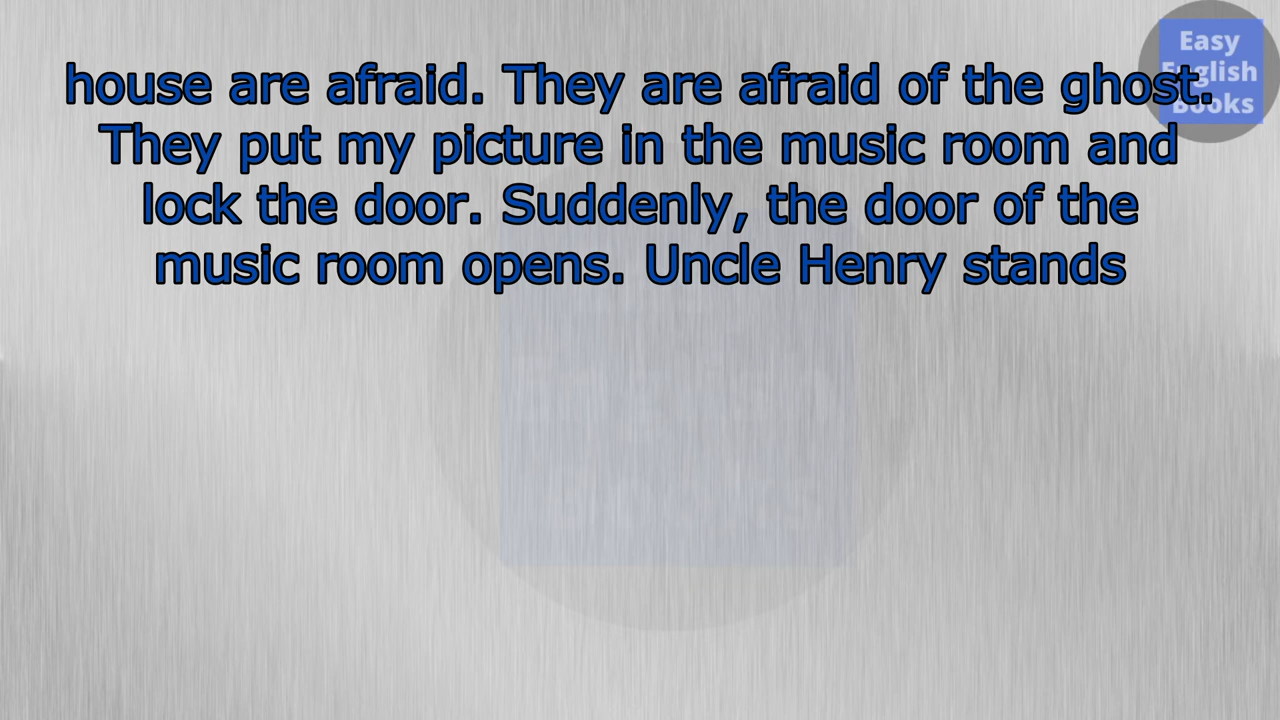 Easy
English
Books
house are afraid. They are afraid of the ghost.
They put my picture in the music room and
lock the door. Suddenly, the door of the
music room opens. Uncle Henry stands